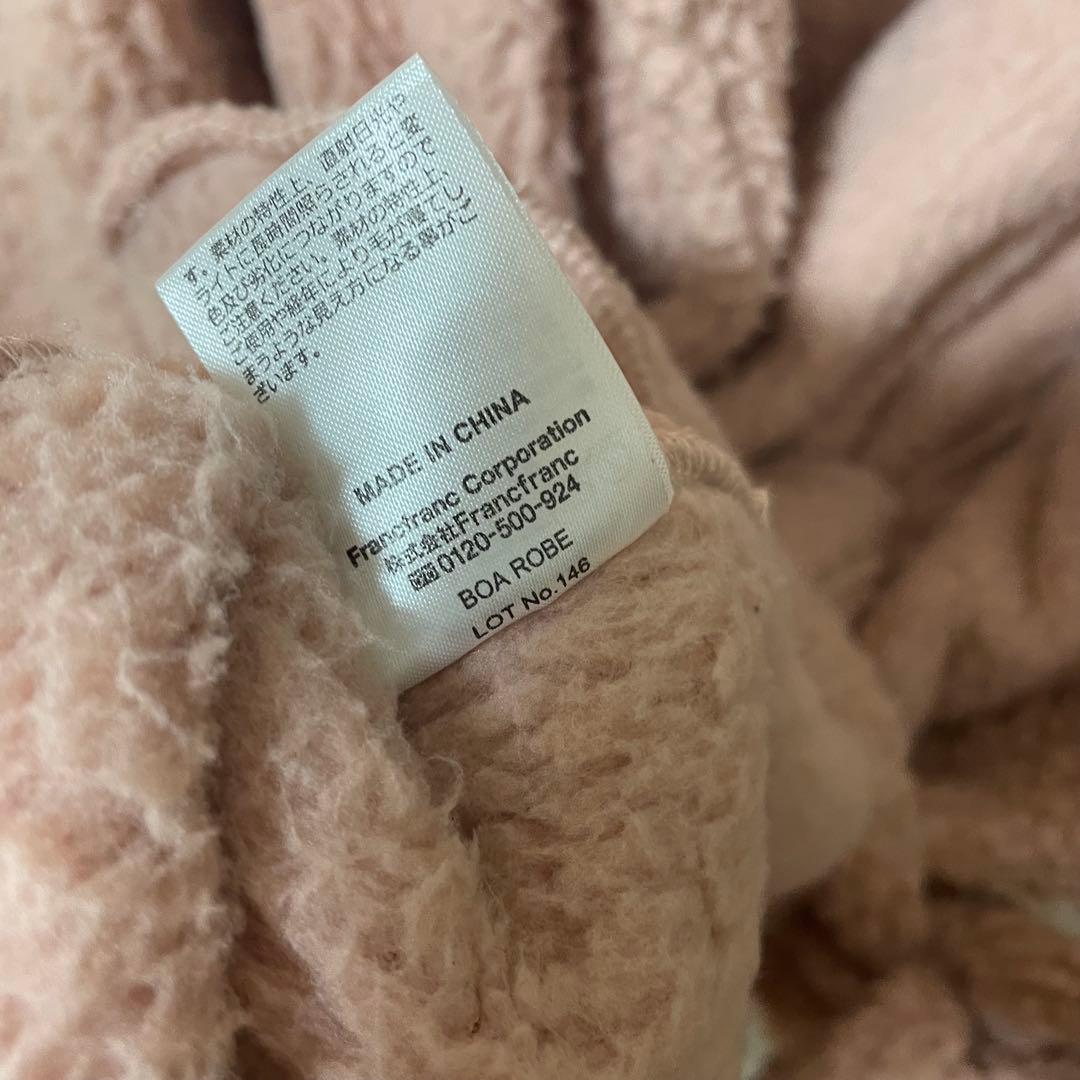 す。素材の特性上、直射日光や
ライトに長時間曝らされると変
色及び劣化につながりますので
ご注意ください。素材の特性上、
ご使用や経年により毛が重てしき
まうような見え方になる場がご
ざいます。
MADE IN CHINA
Francfranc Corporation
株式会社Francfranc
0120-500-924
BOA ROBE
LOT No.146